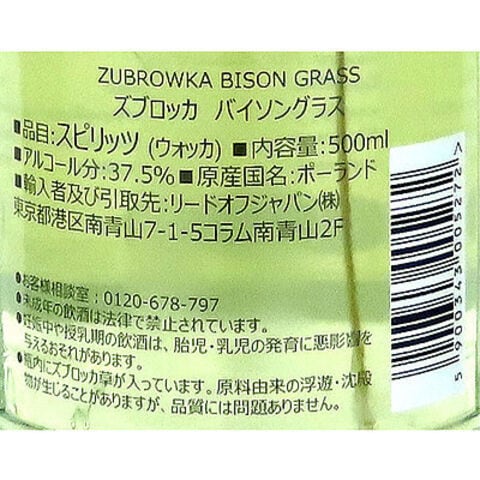 ZUBROWKA BISON GRASS
ズブロッカ バイソングラス
■品目:スピリッツ (ウォッカ) ■内容量:500ml
■アルコール分:37.5% ■原産国名:ポーランド
■輸入者及び引取先:リードオフジャパン㈱
東京都港区南青山7-1-5コラム南青山2F
●お客様相談室:0120-678-797
●未成年の飲酒は法律で禁止されています。
●妊娠中や授乳期の飲酒は、胎児・乳児の発育に悪影響を
与えるおそれがあります。
●瓶内にズブロッカ草が入っています。原料由来の浮遊・沈殿
物が生じることがありますが、品質には問題ありません。
5 900343 005272 >